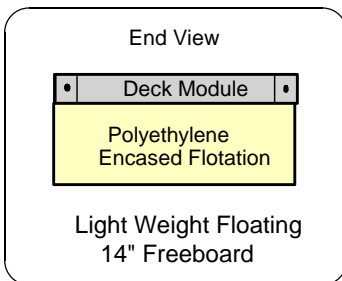 End View
Deck Module
Polyethylene
Encased Flotation
Light Weight Floating
14" Freeboard